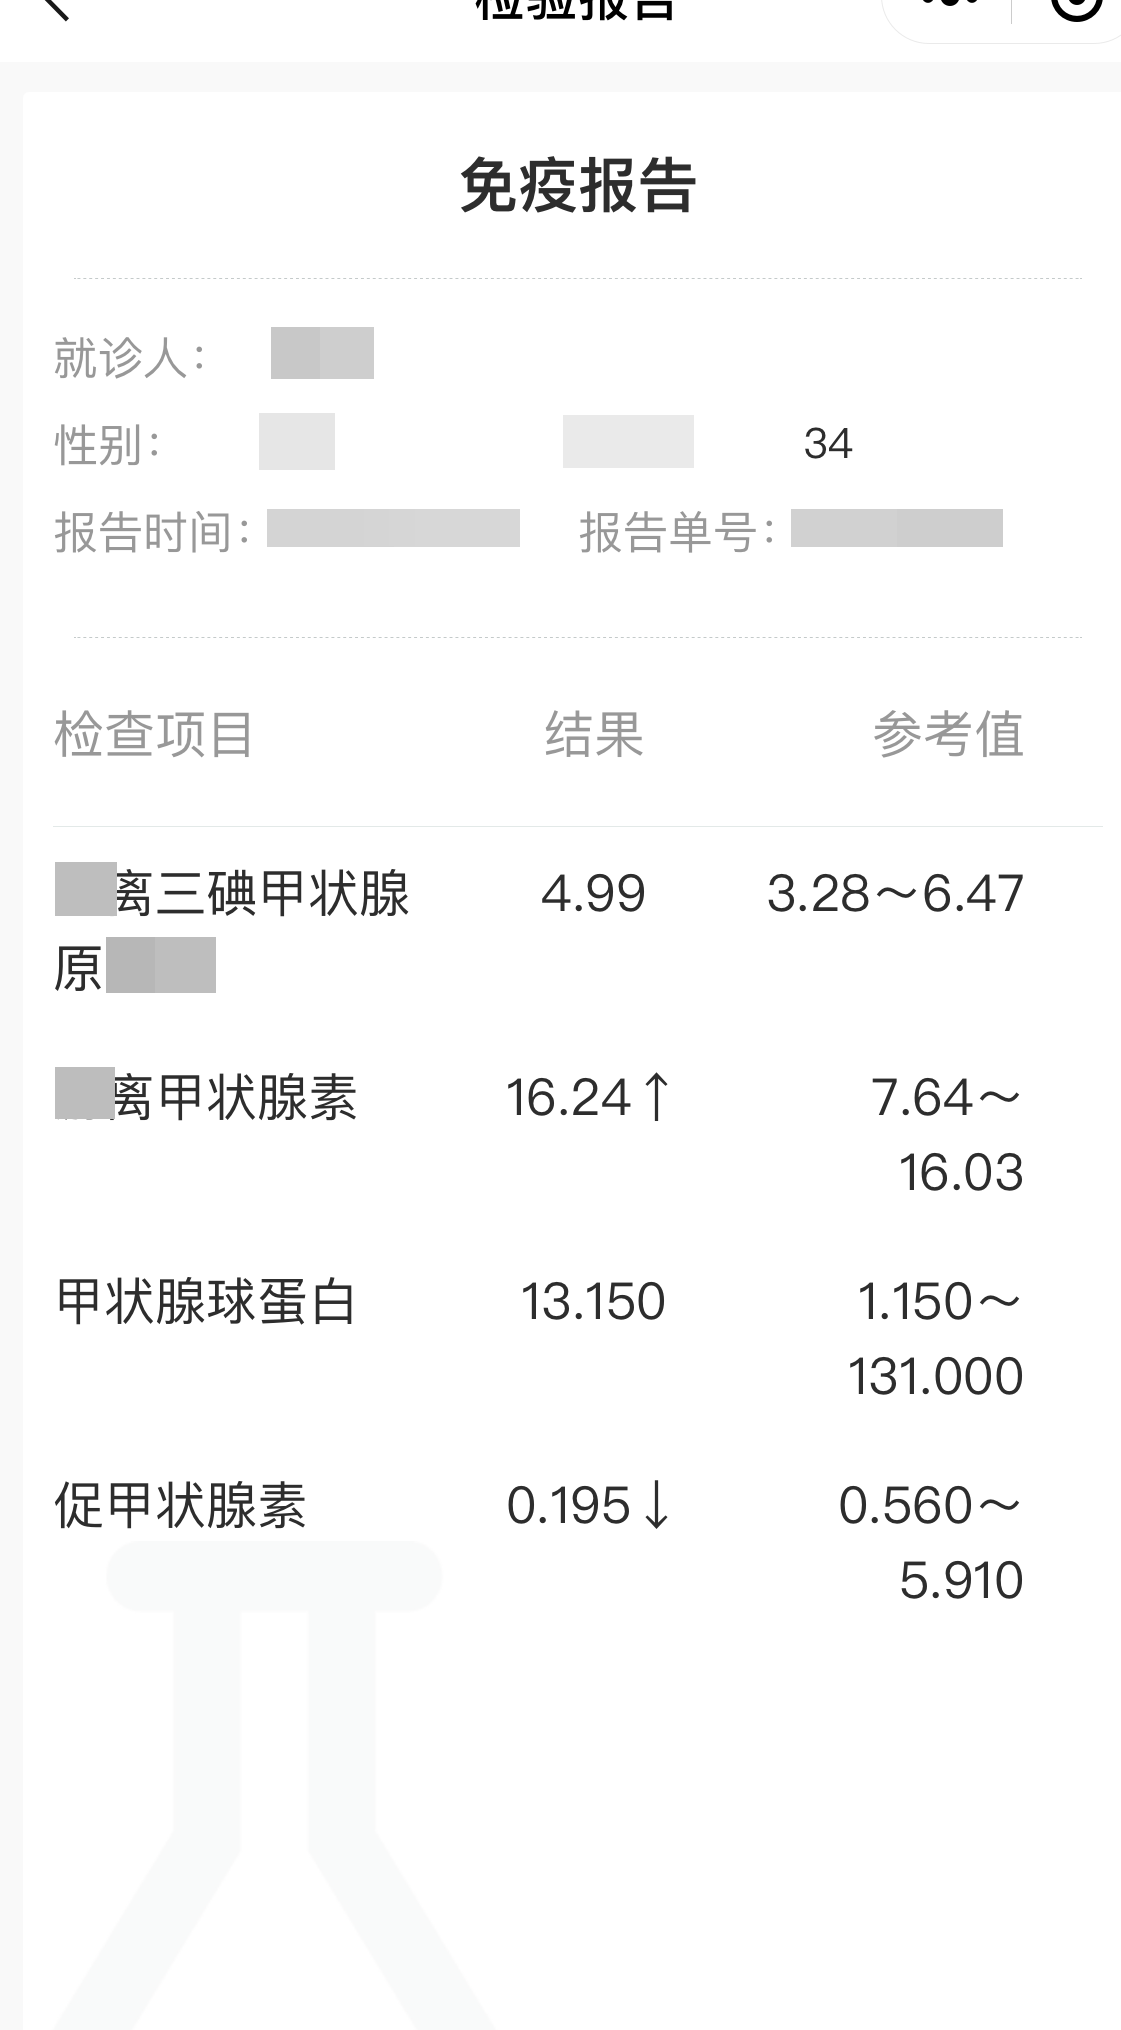 检验报告
免疫报告
就诊人：
性别： 34
报告时间： 报告单号：
检查项目 结果 参考值
离三碘甲状腺 4.99 3.28～6.47
原
离甲状腺素 16.24↑ 7.64～
16.03
甲状腺球蛋白 13.150 1.150～
131.000
促甲状腺素 0.195↓ 0.560～
5.910